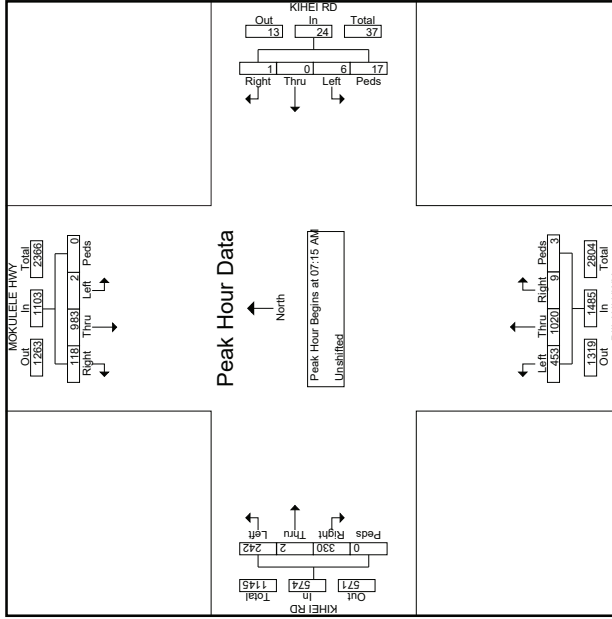 KIHEI RD
Out In Total
13 24 37
1 0 6 17
Right Thru Left Peds
MOKULELE HWY
Out In Total
1263 1103 2366
118 983 2 0
Right Thru Left Peds
Peak Hour Data
North
Peak Hour Begins at 07:15 AM
Unshifted
Left Thru Right Peds
453 1020 9 3
1319 1485 2804
Out In Total
Left Thru Right Peds
242 2 330 0
1145 574 571
Total In Out
KIHEI RD